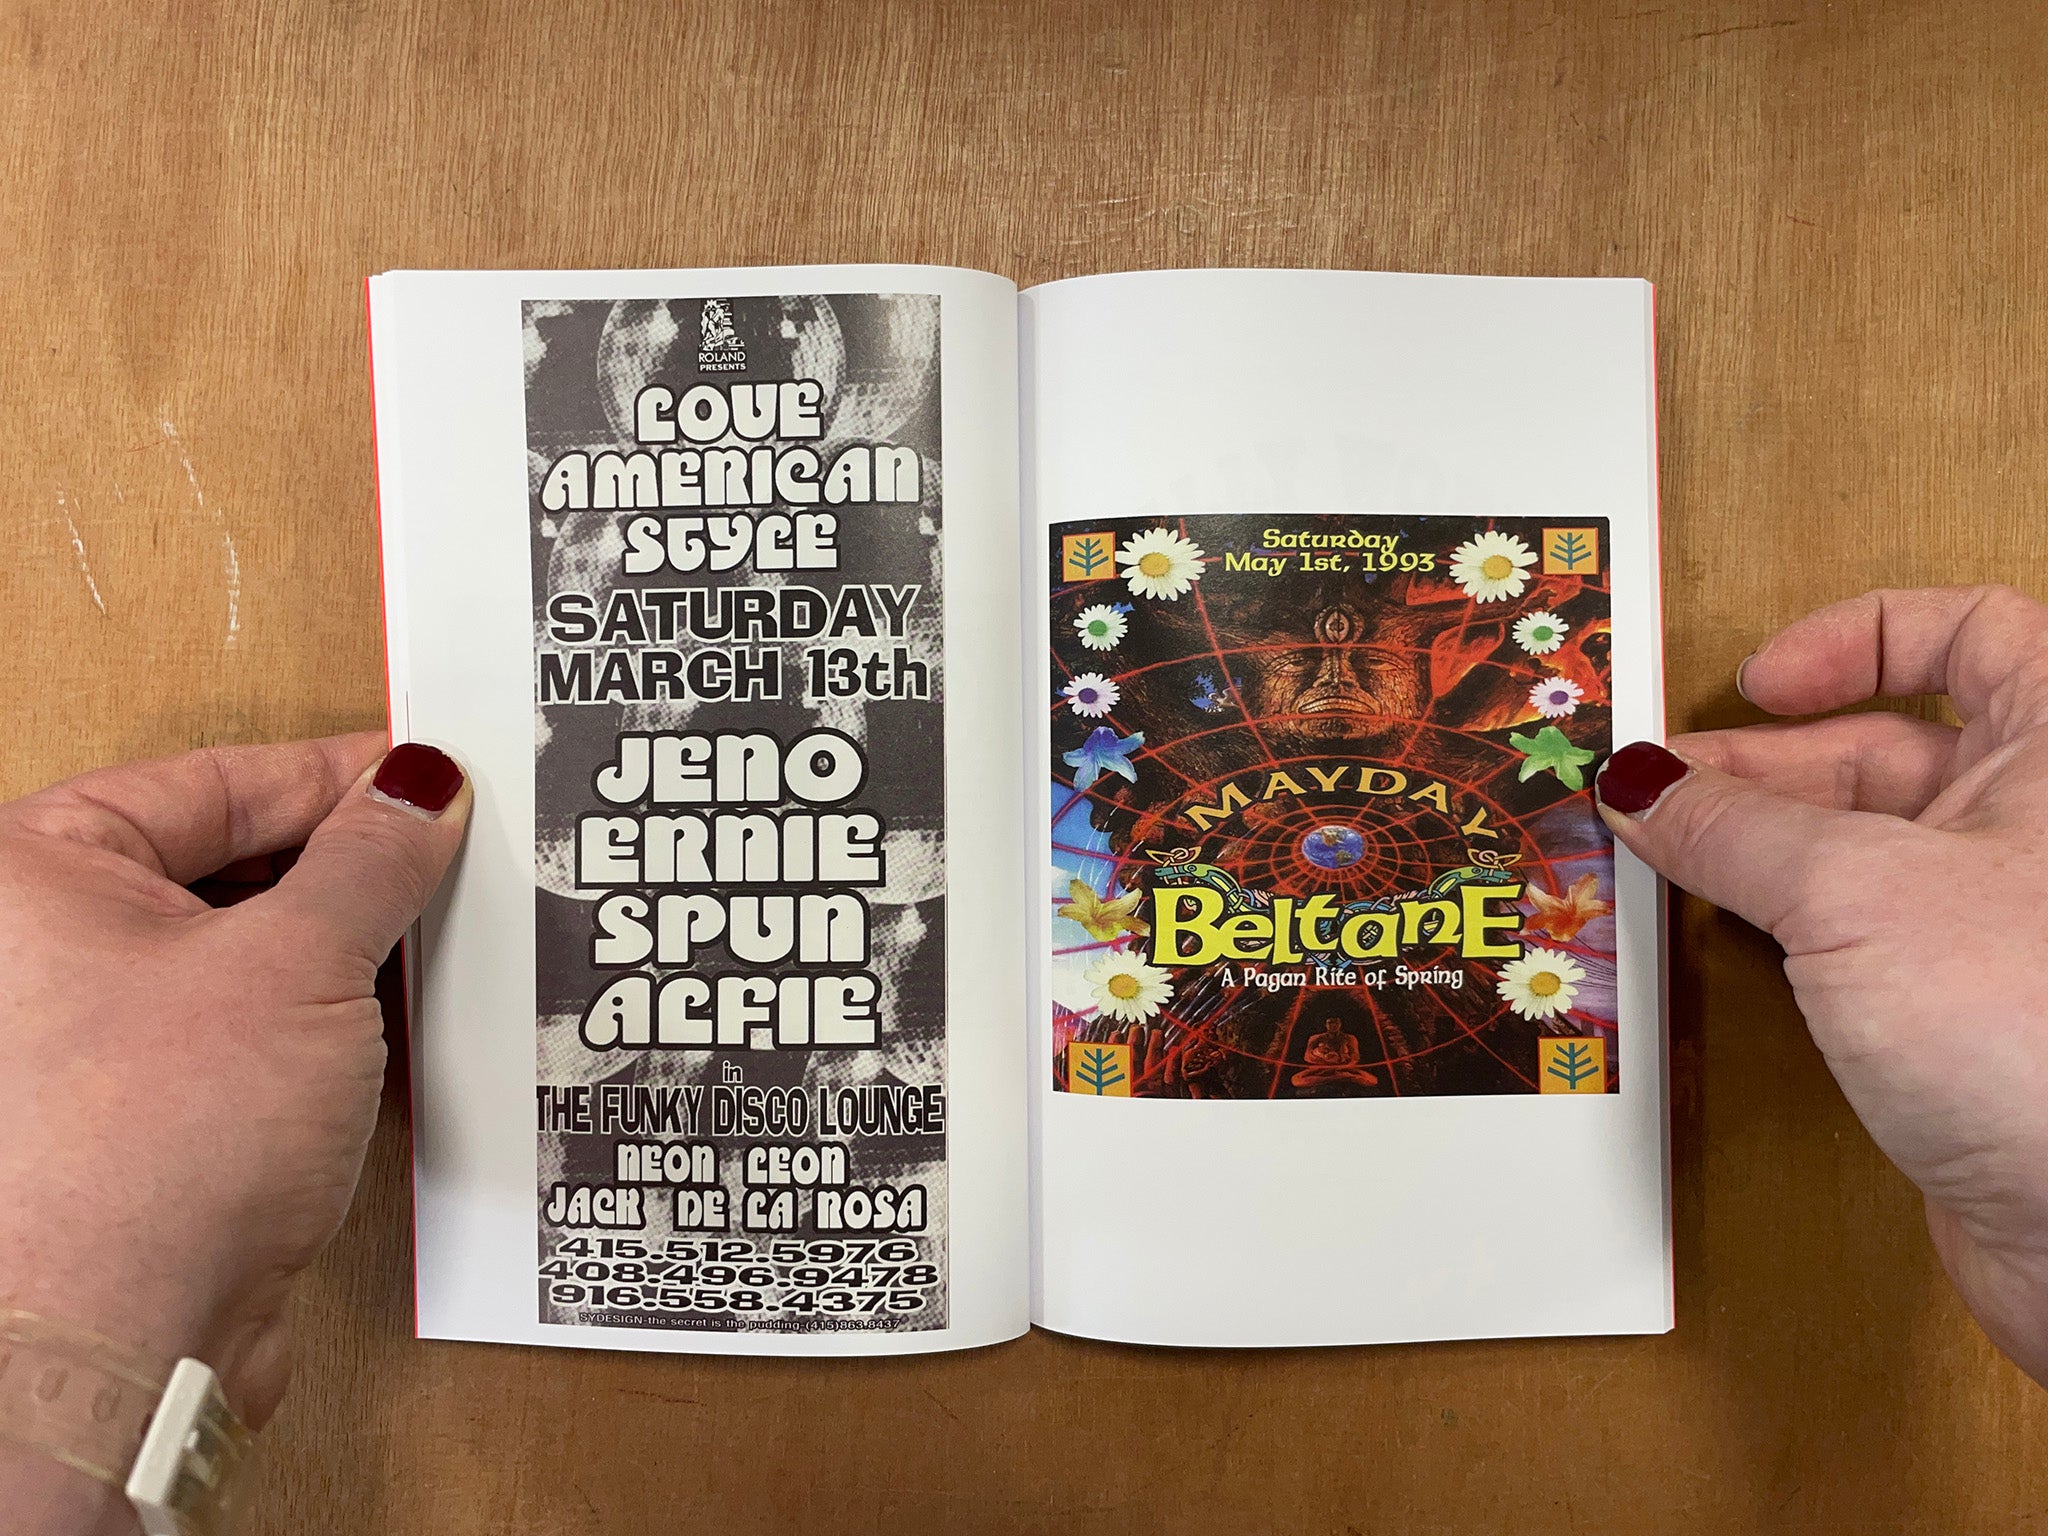 ROLAND
PRESENTS
LOVE
AMERICAN
STYLE
SATURDAY
MARCH 13th
JENO
ERNIE
SPUN
ALFIE
in
THE FUNKY DISCO LOUNGE
NEON LEON
JACK DE LA ROSA
415.512.5976
408.496.9478
916.558.4375
SYDESIGN-the secret is the pudding-(415)863.8437
Saturday
May 1st, 1993
MAYDAY
BeltanE
A Pagan Rite of Spring